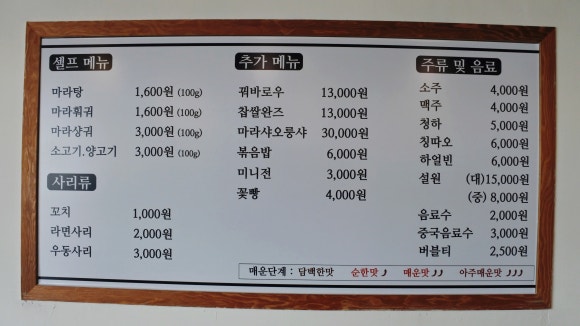 셀프 메뉴
마라탕 1,600원 (100g)
마라훠궈 1,600원 (100g)
마라샹궈 3,000원 (100g)
소고기.양고기 3,000원 (100g)
사리류
꼬치 1,000원
라면사리 2,000원
우동사리 3,000원
추가 메뉴
꿔바로우 13,000원
찹쌀완즈 13,000원
마라샤오룽샤 30,000원
볶음밥 6,000원
미니전 3,000원
꽃빵 4,000원
주류 및 음료
소주 4,000원
맥주 4,000원
청하 5,000원
칭따오 6,000원
하얼빈 6,000원
설원 (대)15,000원
(중) 8,000원
음료수 2,000원
중국음료수 3,000원
버블티 2,500원
매운단계 : 담백한맛 순한맛 매운맛 아주매운맛